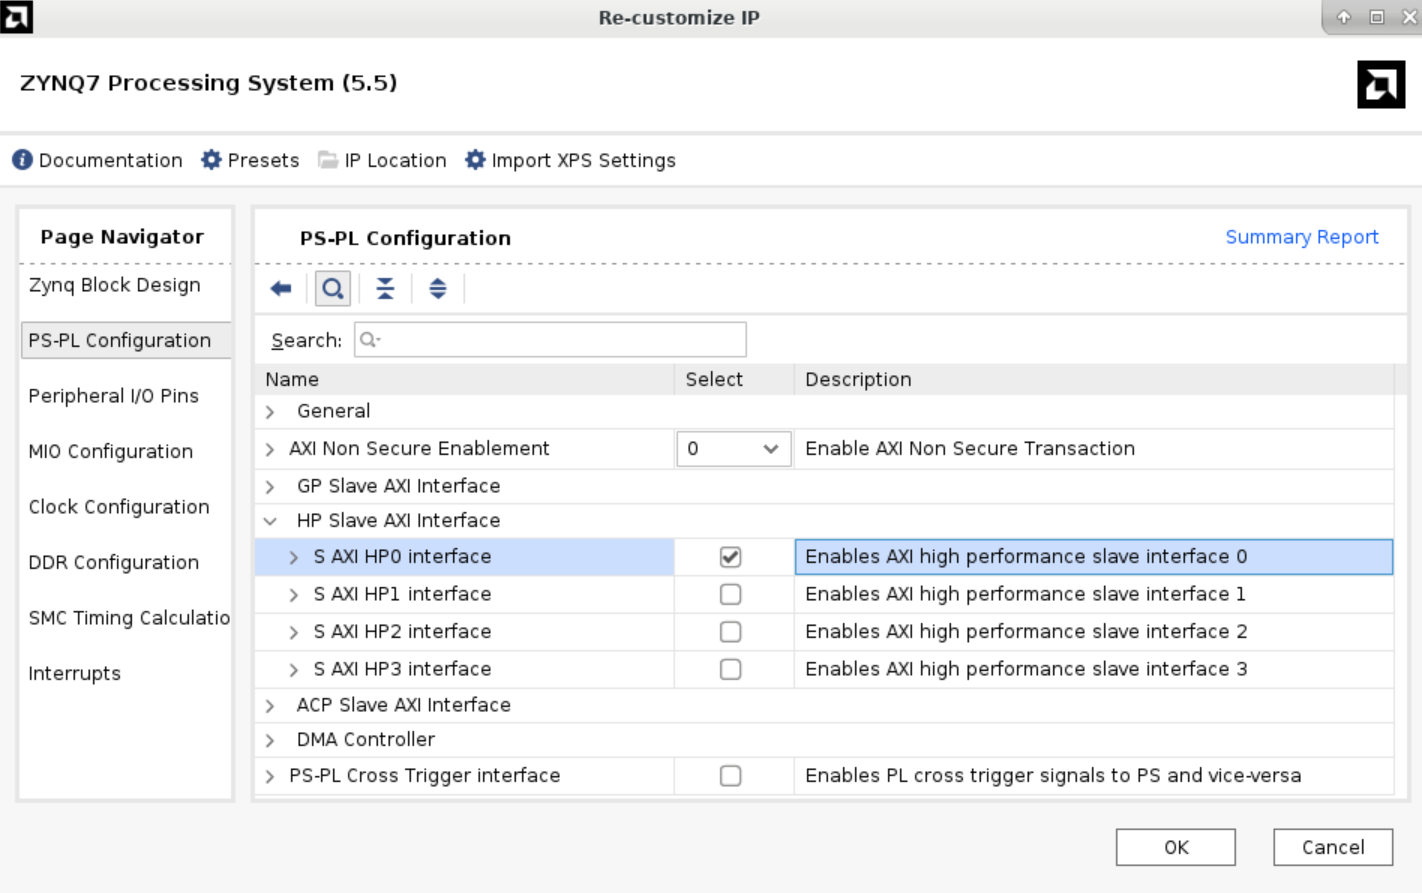 Re-customize IP
ZYNQ7 Processing System (5.5)
Documentation Presets IP Location Import XPS Settings
Page Navigator
Zynq Block Design
PS-PL Configuration
Peripheral I/O Pins
MIO Configuration
Clock Configuration
DDR Configuration
SMC Timing Calculatio
Interrupts
PS-PL Configuration Summary Report
Search:
Name Select Description
General
AXI Non Secure Enablement 0 Enable AXI Non Secure Transaction
GP Slave AXI Interface
HP Slave AXI Interface
S AXI HP0 interface Enables AXI high performance slave interface 0
S AXI HP1 interface Enables AXI high performance slave interface 1
S AXI HP2 interface Enables AXI high performance slave interface 2
S AXI HP3 interface Enables AXI high performance slave interface 3
ACP Slave AXI Interface
DMA Controller
PS-PL Cross Trigger interface Enables PL cross trigger signals to PS and vice-versa
OK Cancel